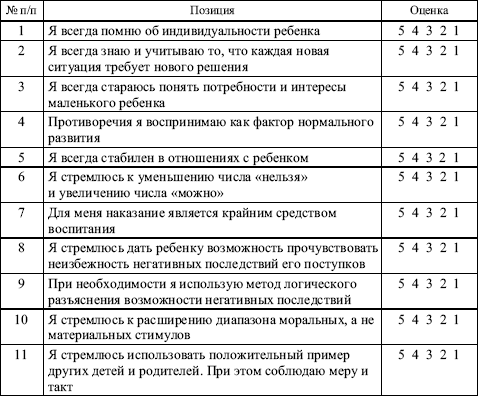 № п/п Позиция Оценка
1 Я всегда помню об индивидуальности ребенка 5 4 3 2 1
2 Я всегда знаю и учитываю то, что каждая новая
ситуация требует нового решения 5 4 3 2 1
3 Я всегда стараюсь понять потребности и интересы
маленького ребенка 5 4 3 2 1
4 Противоречия я воспринимаю как фактор нормального
развития 5 4 3 2 1
5 Я всегда стабилен в отношениях с ребенком 5 4 3 2 1
6 Я стремлюсь к уменьшению числа «нельзя»
и увеличению числа «можно» 5 4 3 2 1
7 Для меня наказание является крайним средством
воспитания 5 4 3 2 1
8 Я стремлюсь дать ребенку возможность прочувствовать
неизбежность негативных последствий его поступков 5 4 3 2 1
9 При необходимости я использую метод логического
разъяснения возможности негативных последствий 5 4 3 2 1
10 Я стремлюсь к расширению диапазона моральных, а не
материальных стимулов 5 4 3 2 1
11 Я стремлюсь использовать положительный пример
других детей и родителей. При этом соблюдаю меру и
такт 5 4 3 2 1